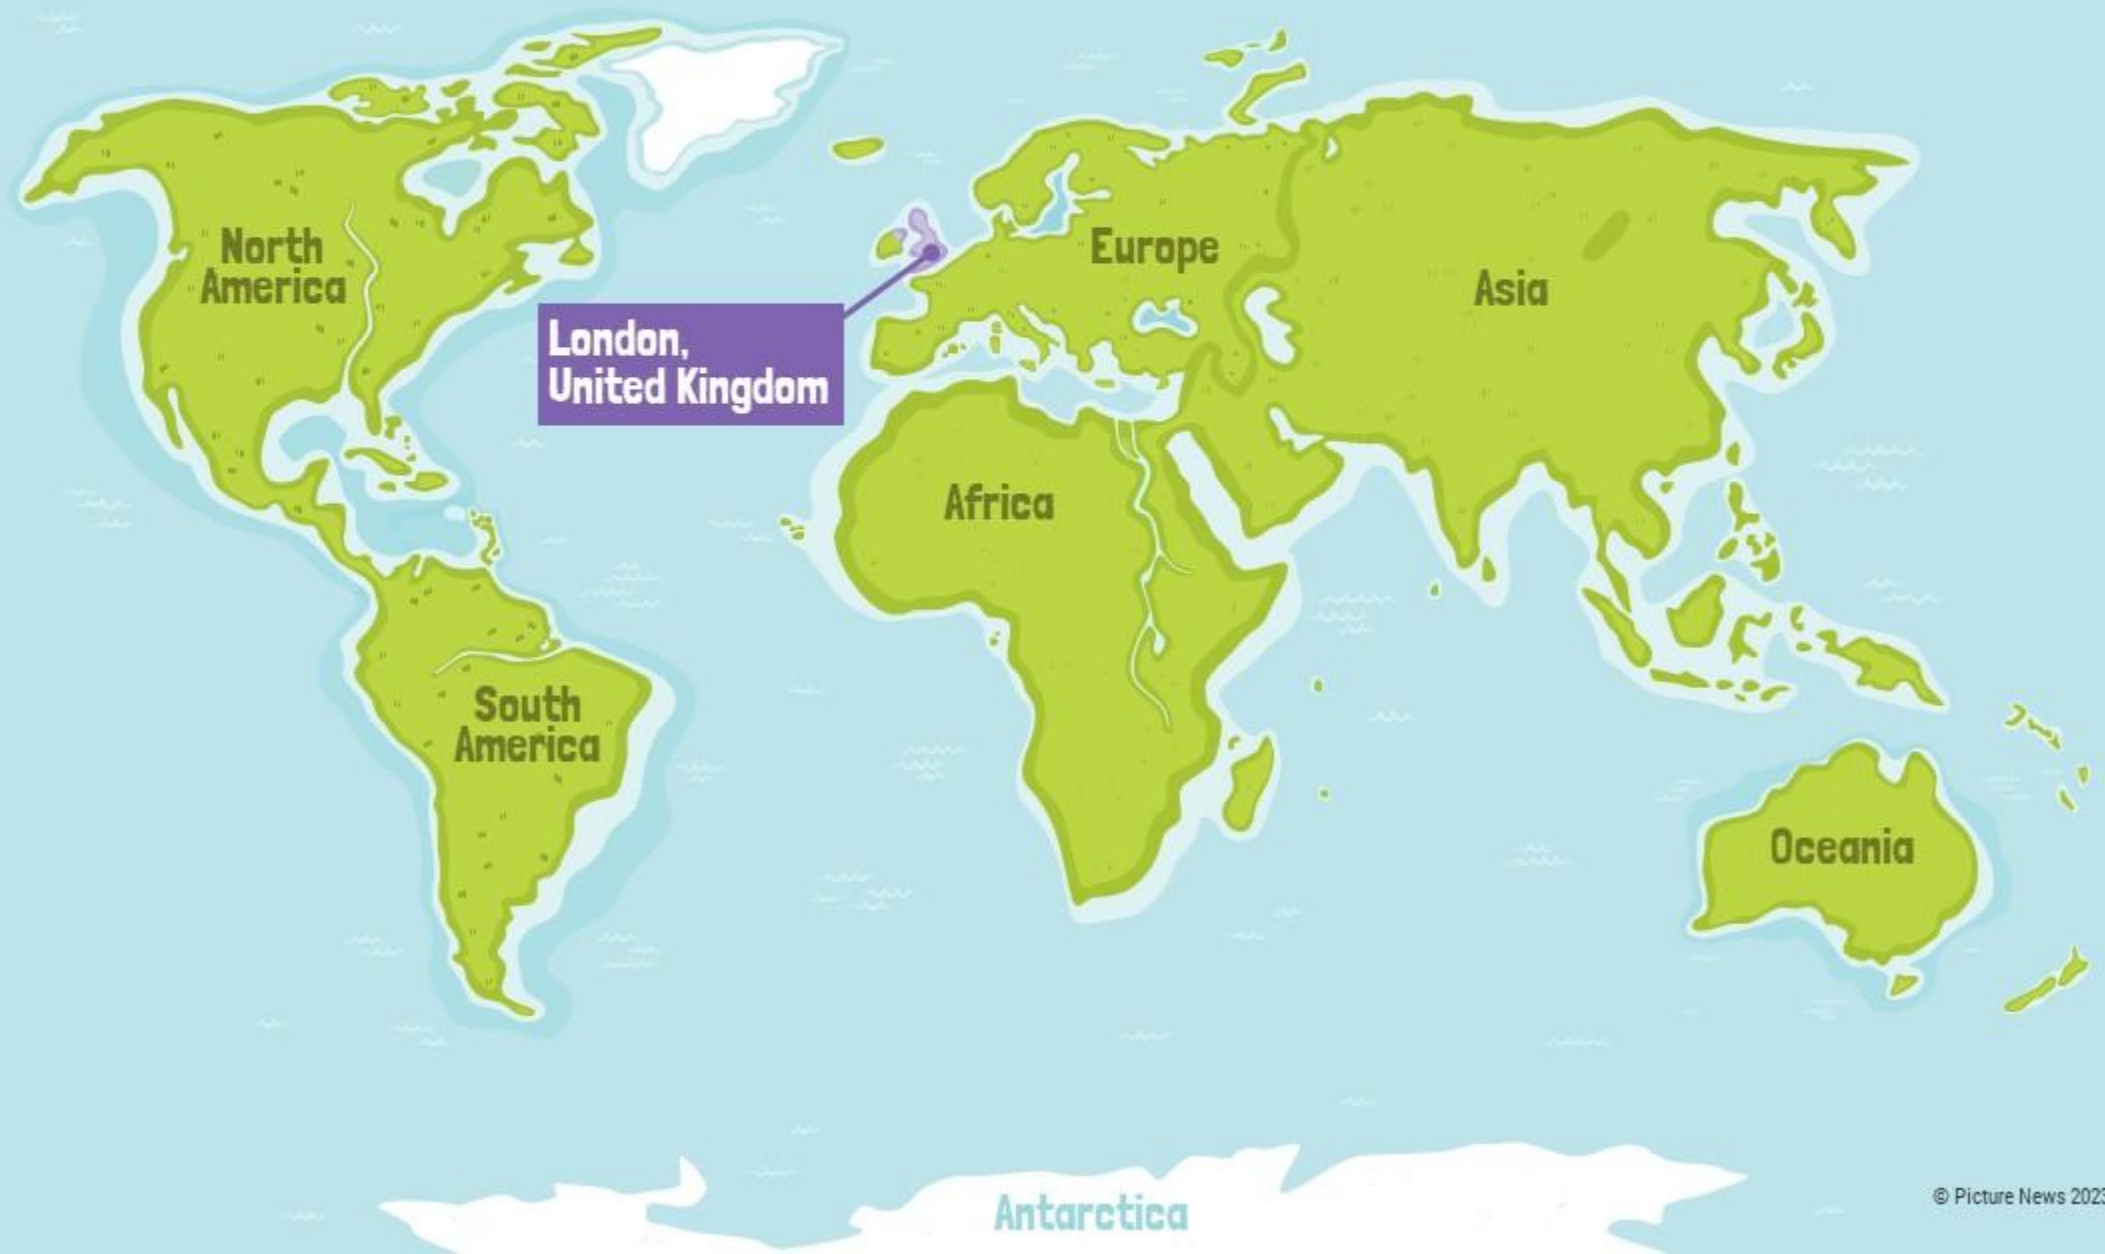 North
America
Europe
Asia
London,
United Kingdom
Africa
South
America
Oceania
Antarctica
© Picture News 2023